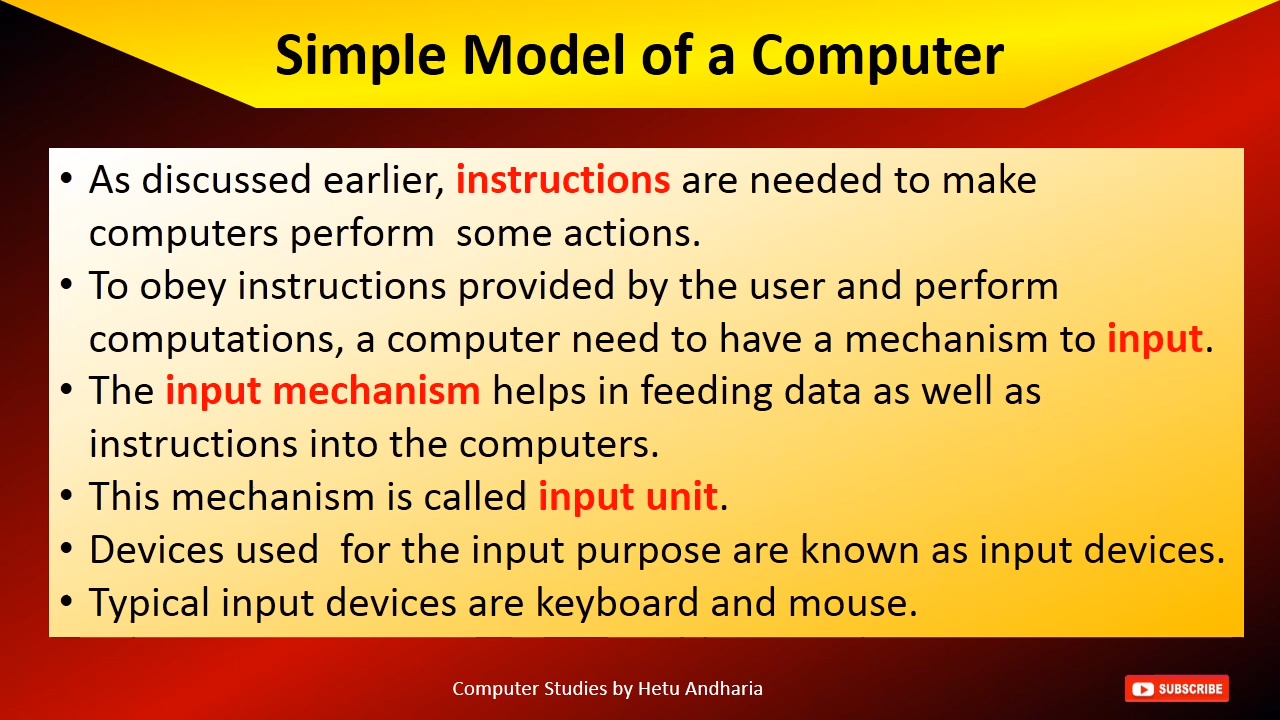 Simple Model of a Computer
• As discussed earlier, instructions are needed to make
computers perform  some actions.
• To obey instructions provided by the user and perform
computations, a computer need to have a mechanism to input.
• The input mechanism helps in feeding data as well as
instructions into the computers.
• This mechanism is called input unit.
• Devices used  for the input purpose are known as input devices.
• Typical input devices are keyboard and mouse.
Computer Studies by Hetu Andharia
SUBSCRIBE